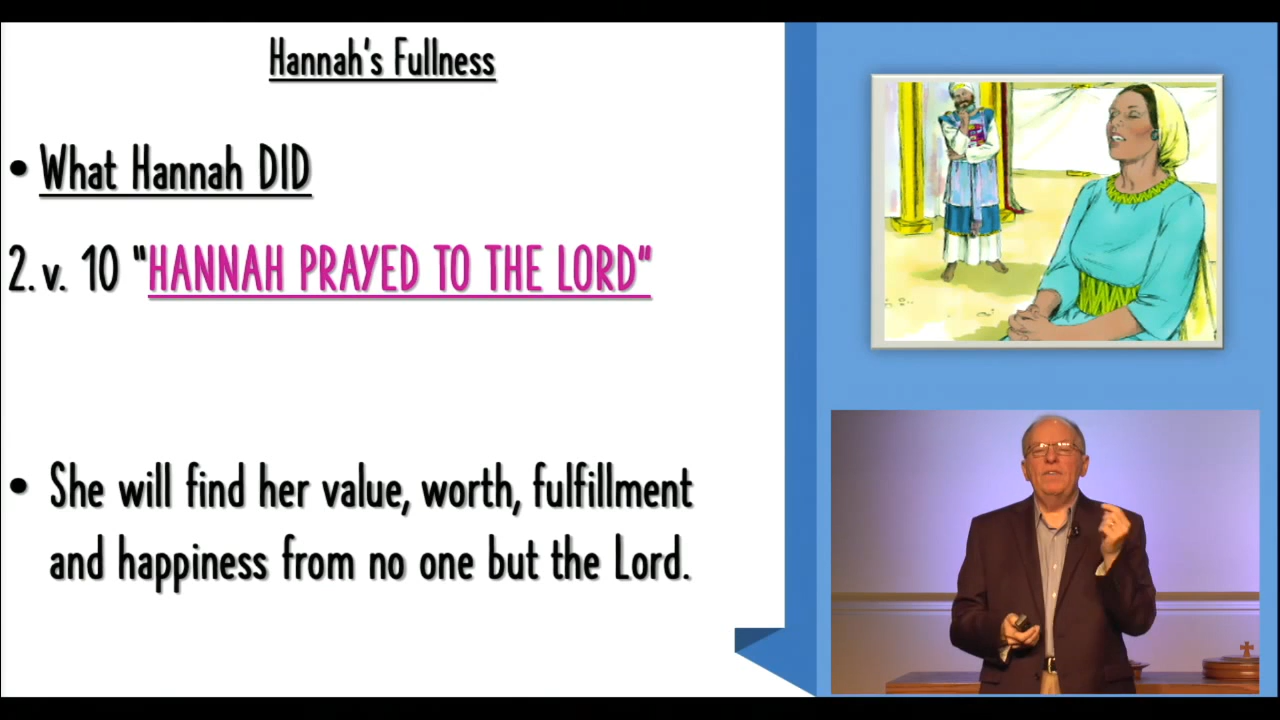 Hannah's Fullness
• What Hannah DID
2. v. 10 "HANNAH PRAYED TO THE LORD"
• She will find her value, worth, fulfillment
and happiness from no one but the Lord.